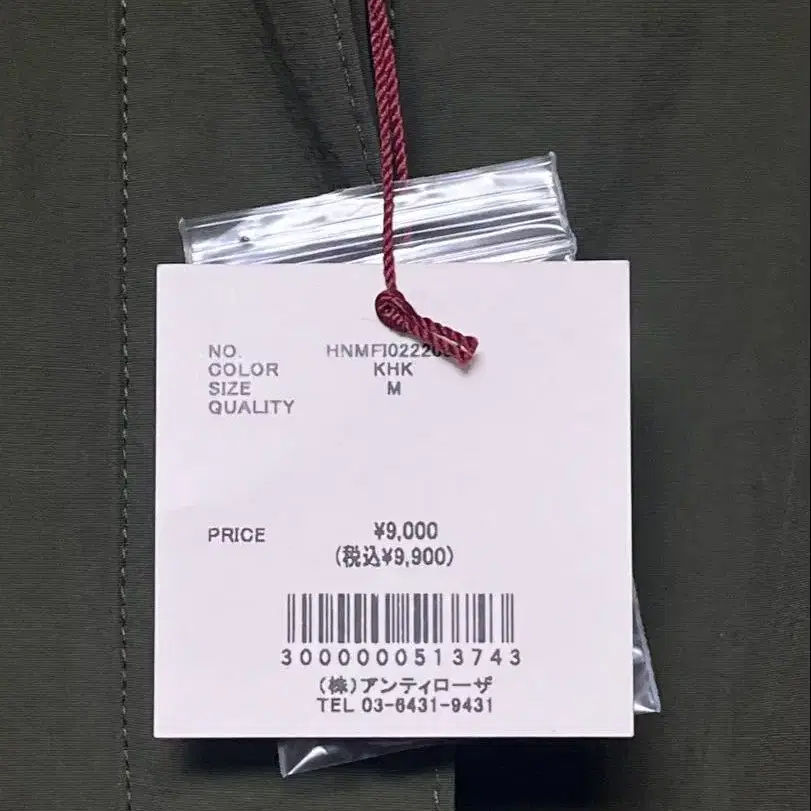 NO.
COLOR KHK
SIZE M
QUALITY
PRICE ¥9,000
(税込¥9,900)
3000000513743
(株)アンティローザ
TEL 03-6431-9431